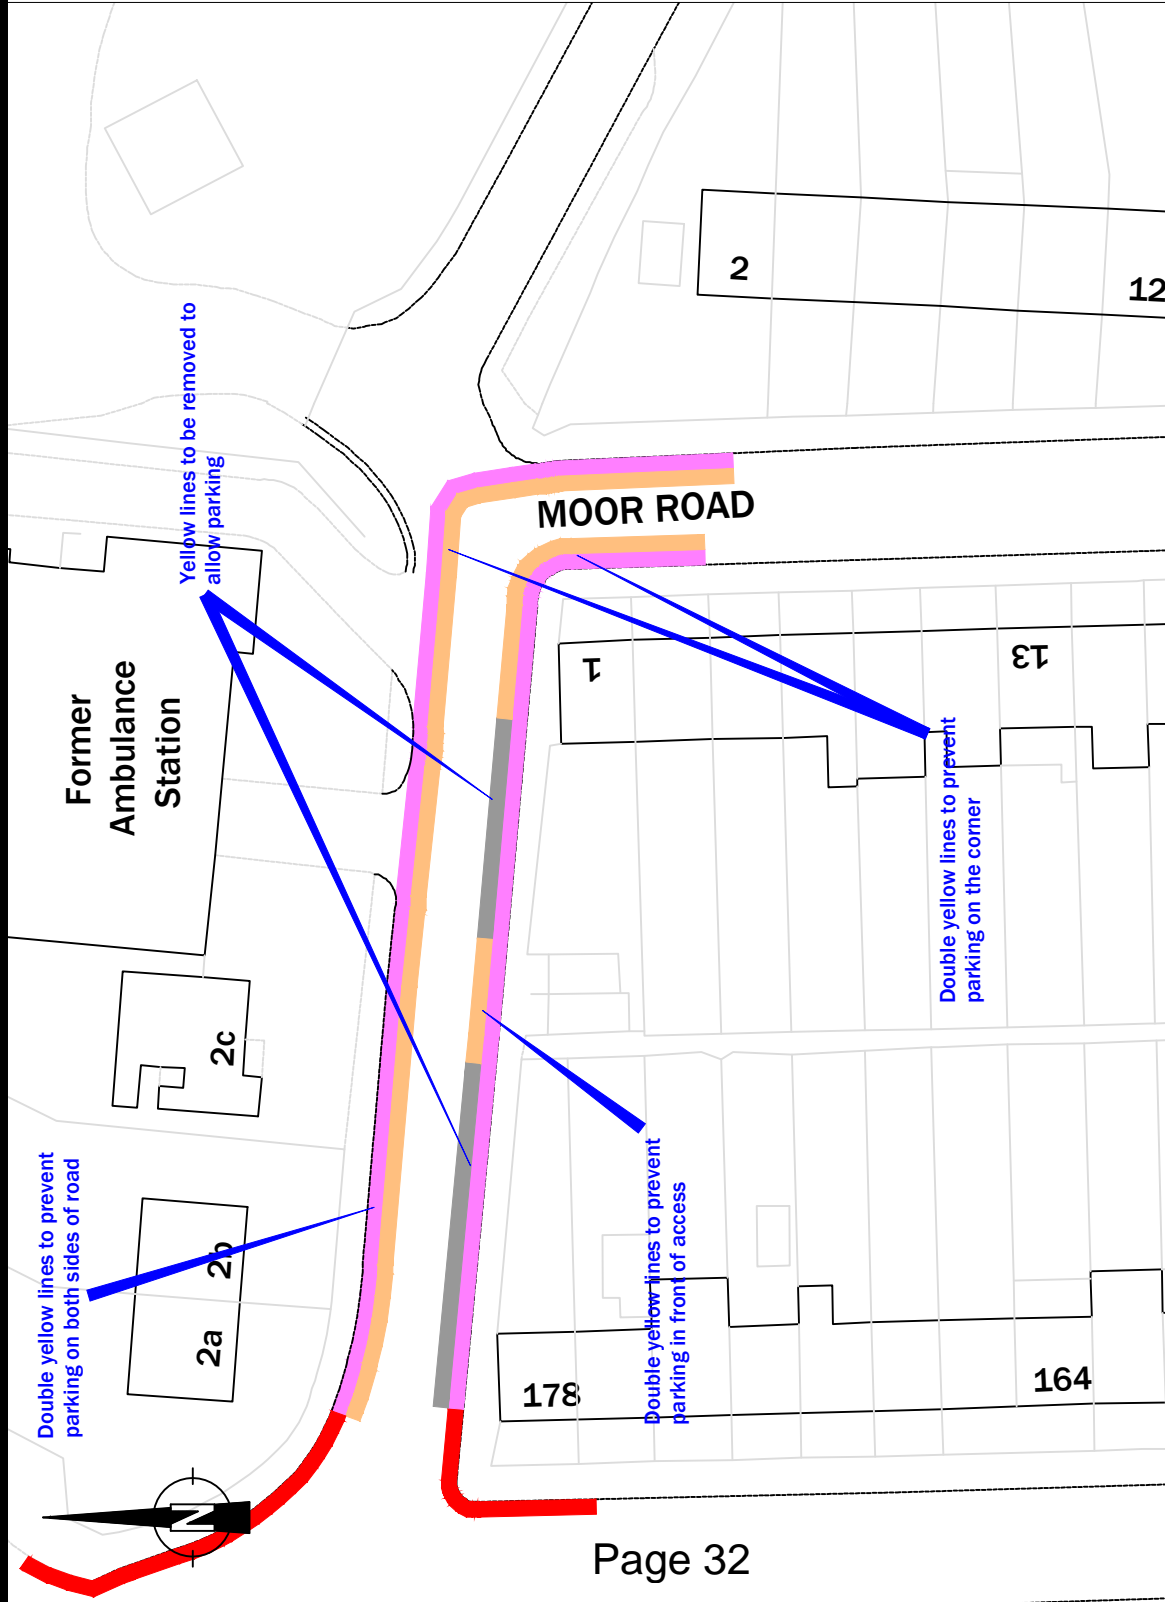 2
12
Yellow lines to be removed to
allow parking
MOOR ROAD
1
13
Former
Ambulance
Station
Double yellow lines to prevent
parking on the corner
2c
Double yellow lines to prevent
parking on both sides of road
2b
2a
Double yellow lines to prevent
parking in front of access
178
164
N
Page 32